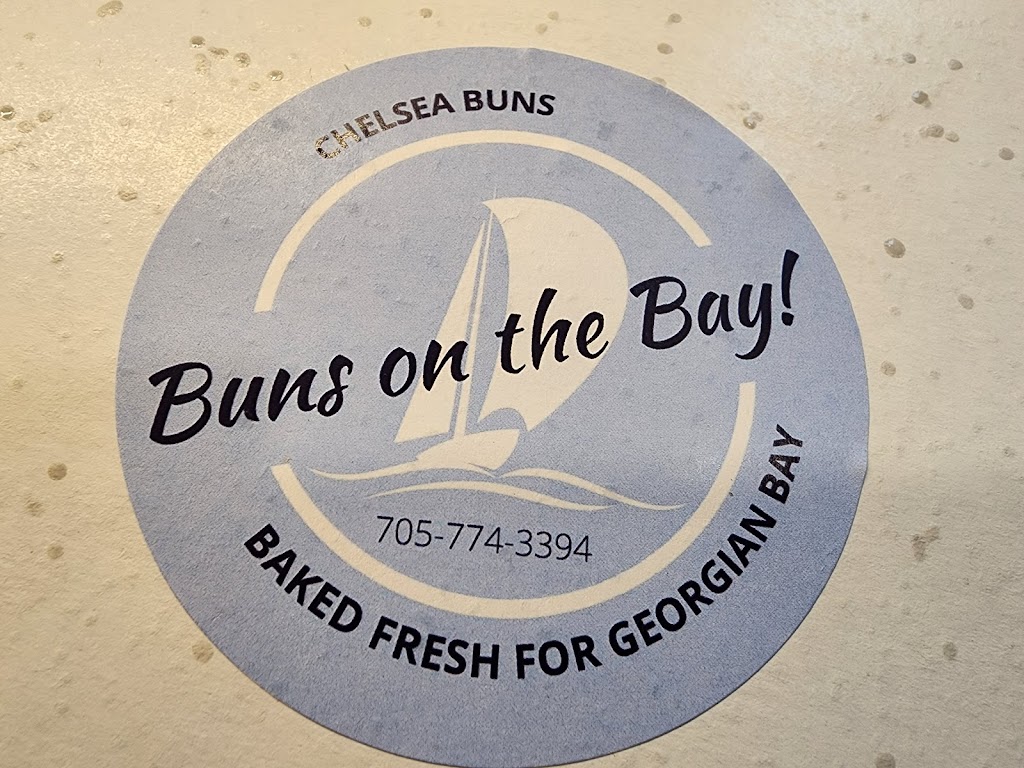 CHELSEA BUNS
Buns on the Bay!
705-774-3394
BAKED FRESH FOR GEORGIAN BAY